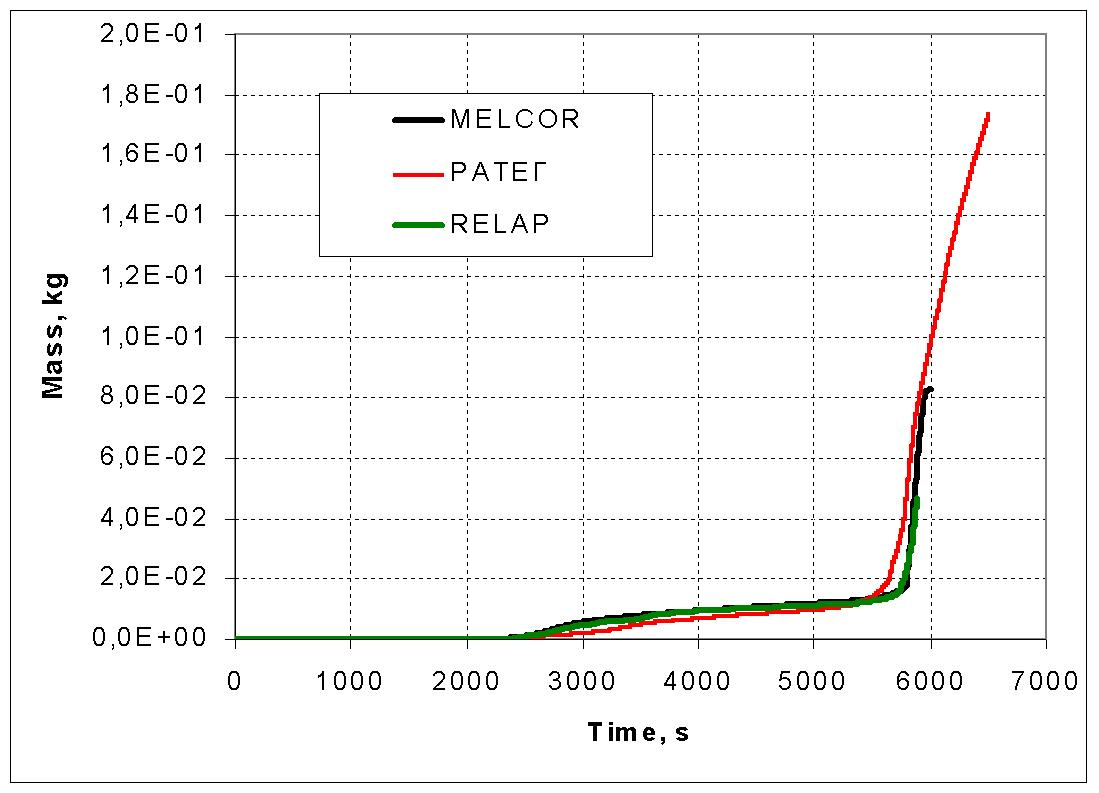 2,0E-01
1,8E-01
1,6E-01
1,4E-01
1,2E-01
1,0E-01
8,0E-02
6,0E-02
4,0E-02
2,0E-02
0,0E+00
Mass, kg
MELCOR
РАТЕГ
RELAP
0 1000 2000 3000 4000 5000 6000 7000
Time, s